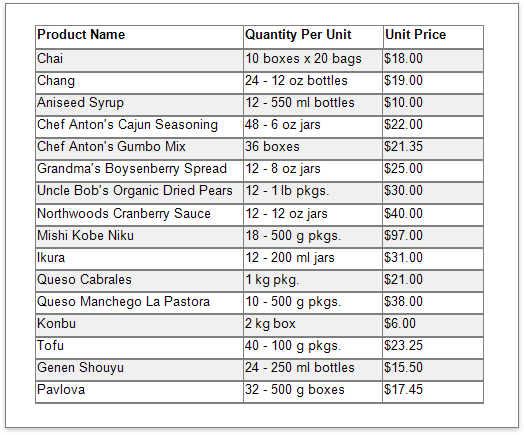 Product Name Quantity Per Unit Unit Price
Chai 10 boxes x 20 bags $18.00
Chang 24 - 12 oz bottles $19.00
Aniseed Syrup 12 - 550 ml bottles $10.00
Chef Anton's Cajun Seasoning 48 - 6 oz jars $22.00
Chef Anton's Gumbo Mix 36 boxes $21.35
Grandma's Boysenberry Spread 12 - 8 oz jars $25.00
Uncle Bob's Organic Dried Pears 12 - 1 lb pkgs. $30.00
Northwoods Cranberry Sauce 12 - 12 oz jars $40.00
Mishi Kobe Niku 18 - 500 g pkgs. $97.00
Ikura 12 - 200 ml jars $31.00
Queso Cabrales 1 kg pkg. $21.00
Queso Manchego La Pastora 10 - 500 g pkgs. $38.00
Konbu 2 kg box $6.00
Tofu 40 - 100 g pkgs. $23.25
Genen Shouyu 24 - 250 ml bottles $15.50
Pavlova 32 - 500 g boxes $17.45